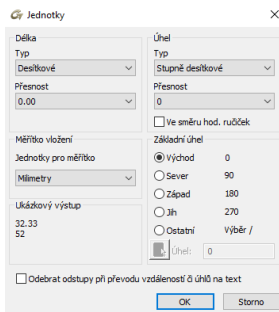 Jednotky
Délka
Typ
Desítkové
Přesnost
0.00
Úhel
Typ
Stupně desítkové
Přesnost
0
Ve směru hod. ručiček
Měřítko vložení
Jednotky pro měřítko
Milimetry
Ukázkový výstup
32.33
52
Základní úhel
Východ 0
Sever 90
Západ 180
Jih 270
Ostatní Výběr /
Úhel: 0
Odebrat odstupy při převodu vzdáleností či úhlů na text
OK Storno